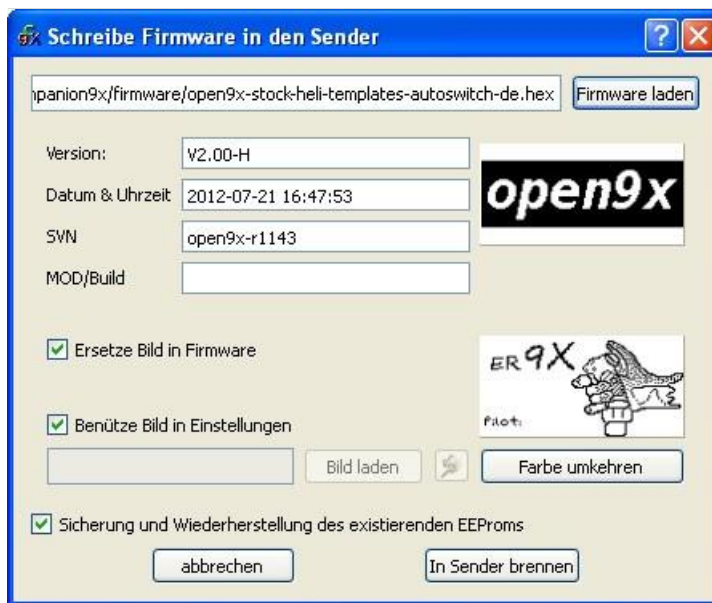 Schreibe Firmware in den Sender
npanion9x/firmware/open9x-stock-heli-templates-autoswitch-de.hex Firmware laden
Version: V2.00-H
Datum & Uhrzeit 2012-07-21 16:47:53
SVN open9x-r1143
MOD/Build
open9x
Ersetze Bild in Firmware
ER9X
Pilot:
Benütze Bild in Einstellungen
Bild laden Farbe umkehren
Sicherung und Wiederherstellung des existierenden EEProms
abbrechen In Sender brennen